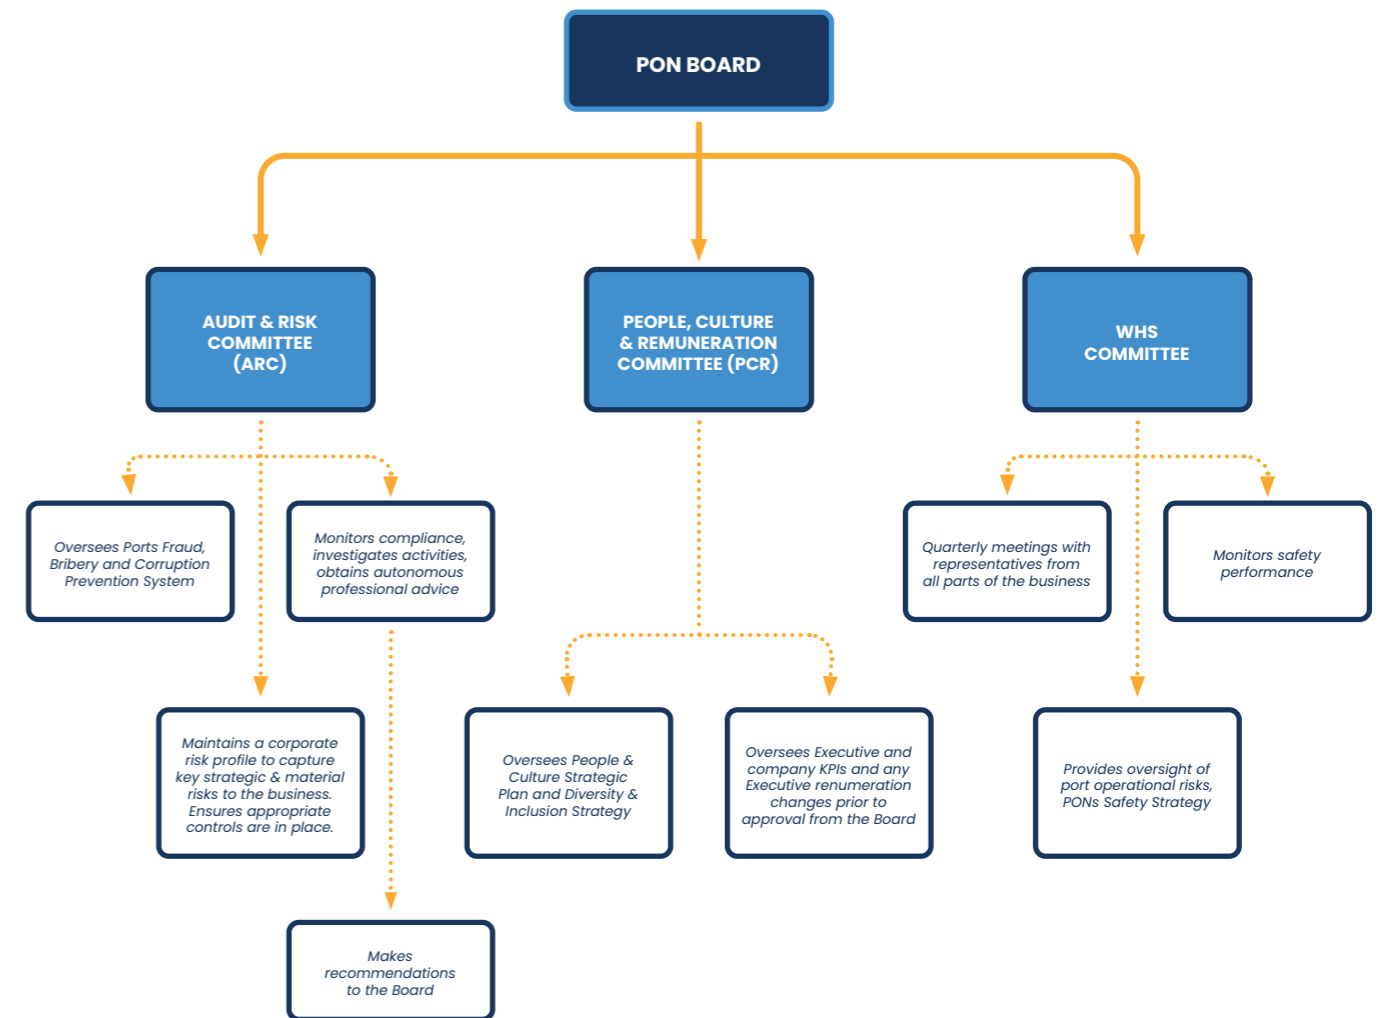 PON BOARD
AUDIT & RISK
COMMITTEE
(ARC)
PEOPLE, CULTURE
& REMUNERATION
COMMITTEE (PCR)
WHS
COMMITTEE
Oversees Ports Fraud,
Bribery and Corruption
Prevention System
Monitors compliance,
investigates activities,
obtains autonomous
professional advice
Quarterly meetings with
representatives from
all parts of the business
Monitors safety
performance
Maintains a corporate
risk profile to capture
key strategic & material
risks to the business.
Ensures appropriate
controls are in place.
Oversees People &
Culture Strategic
Plan and Diversity &
Inclusion Strategy
Oversees Executive and
company KPIs and any
Executive renumeration
changes prior to
approval from the Board
Provides oversight of
port operational risks,
PONs Safety Strategy
Makes
recommendations
to the Board